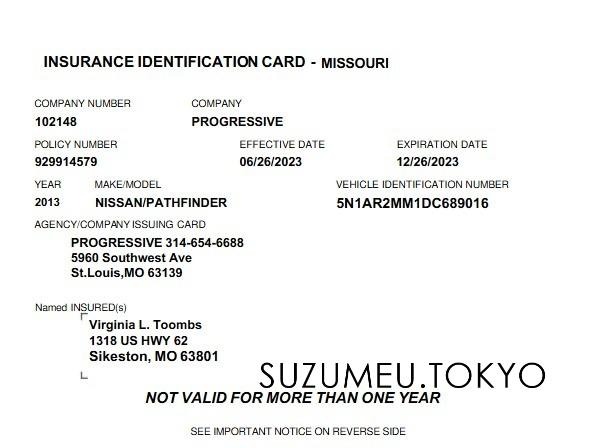 INSURANCE IDENTIFICATION CARD - MISSOURI
COMPANY NUMBER COMPANY
102148 PROGRESSIVE
POLICY NUMBER EFFECTIVE DATE EXPIRATION DATE
929914579 06/26/2023 12/26/2023
YEAR MAKE/MODEL VEHICLE IDENTIFICATION NUMBER
2013 NISSAN/PATHFINDER 5N1AR2MM1DC689016
AGENCY/COMPANY ISSUING CARD
PROGRESSIVE 314-654-6688
5960 Southwest Ave
St.Louis,MO 63139
Named INSURED(s)
Virginia L. Toombs
1318 US HWY 62
Sikeston, MO 63801
SUZUMEU.TOKYO
NOT VALID FOR MORE THAN ONE YEAR
SEE IMPORTANT NOTICE ON REVERSE SIDE